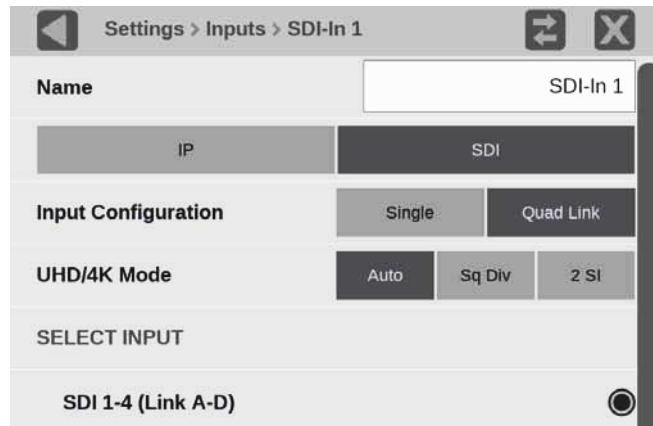 Settings > Inputs > SDI-In 1
Name SDI-In 1
IP SDI
Input Configuration Single Quad Link
UHD/4K Mode Auto Sq Div 2 SI
SELECT INPUT
SDI 1-4 (Link A-D)